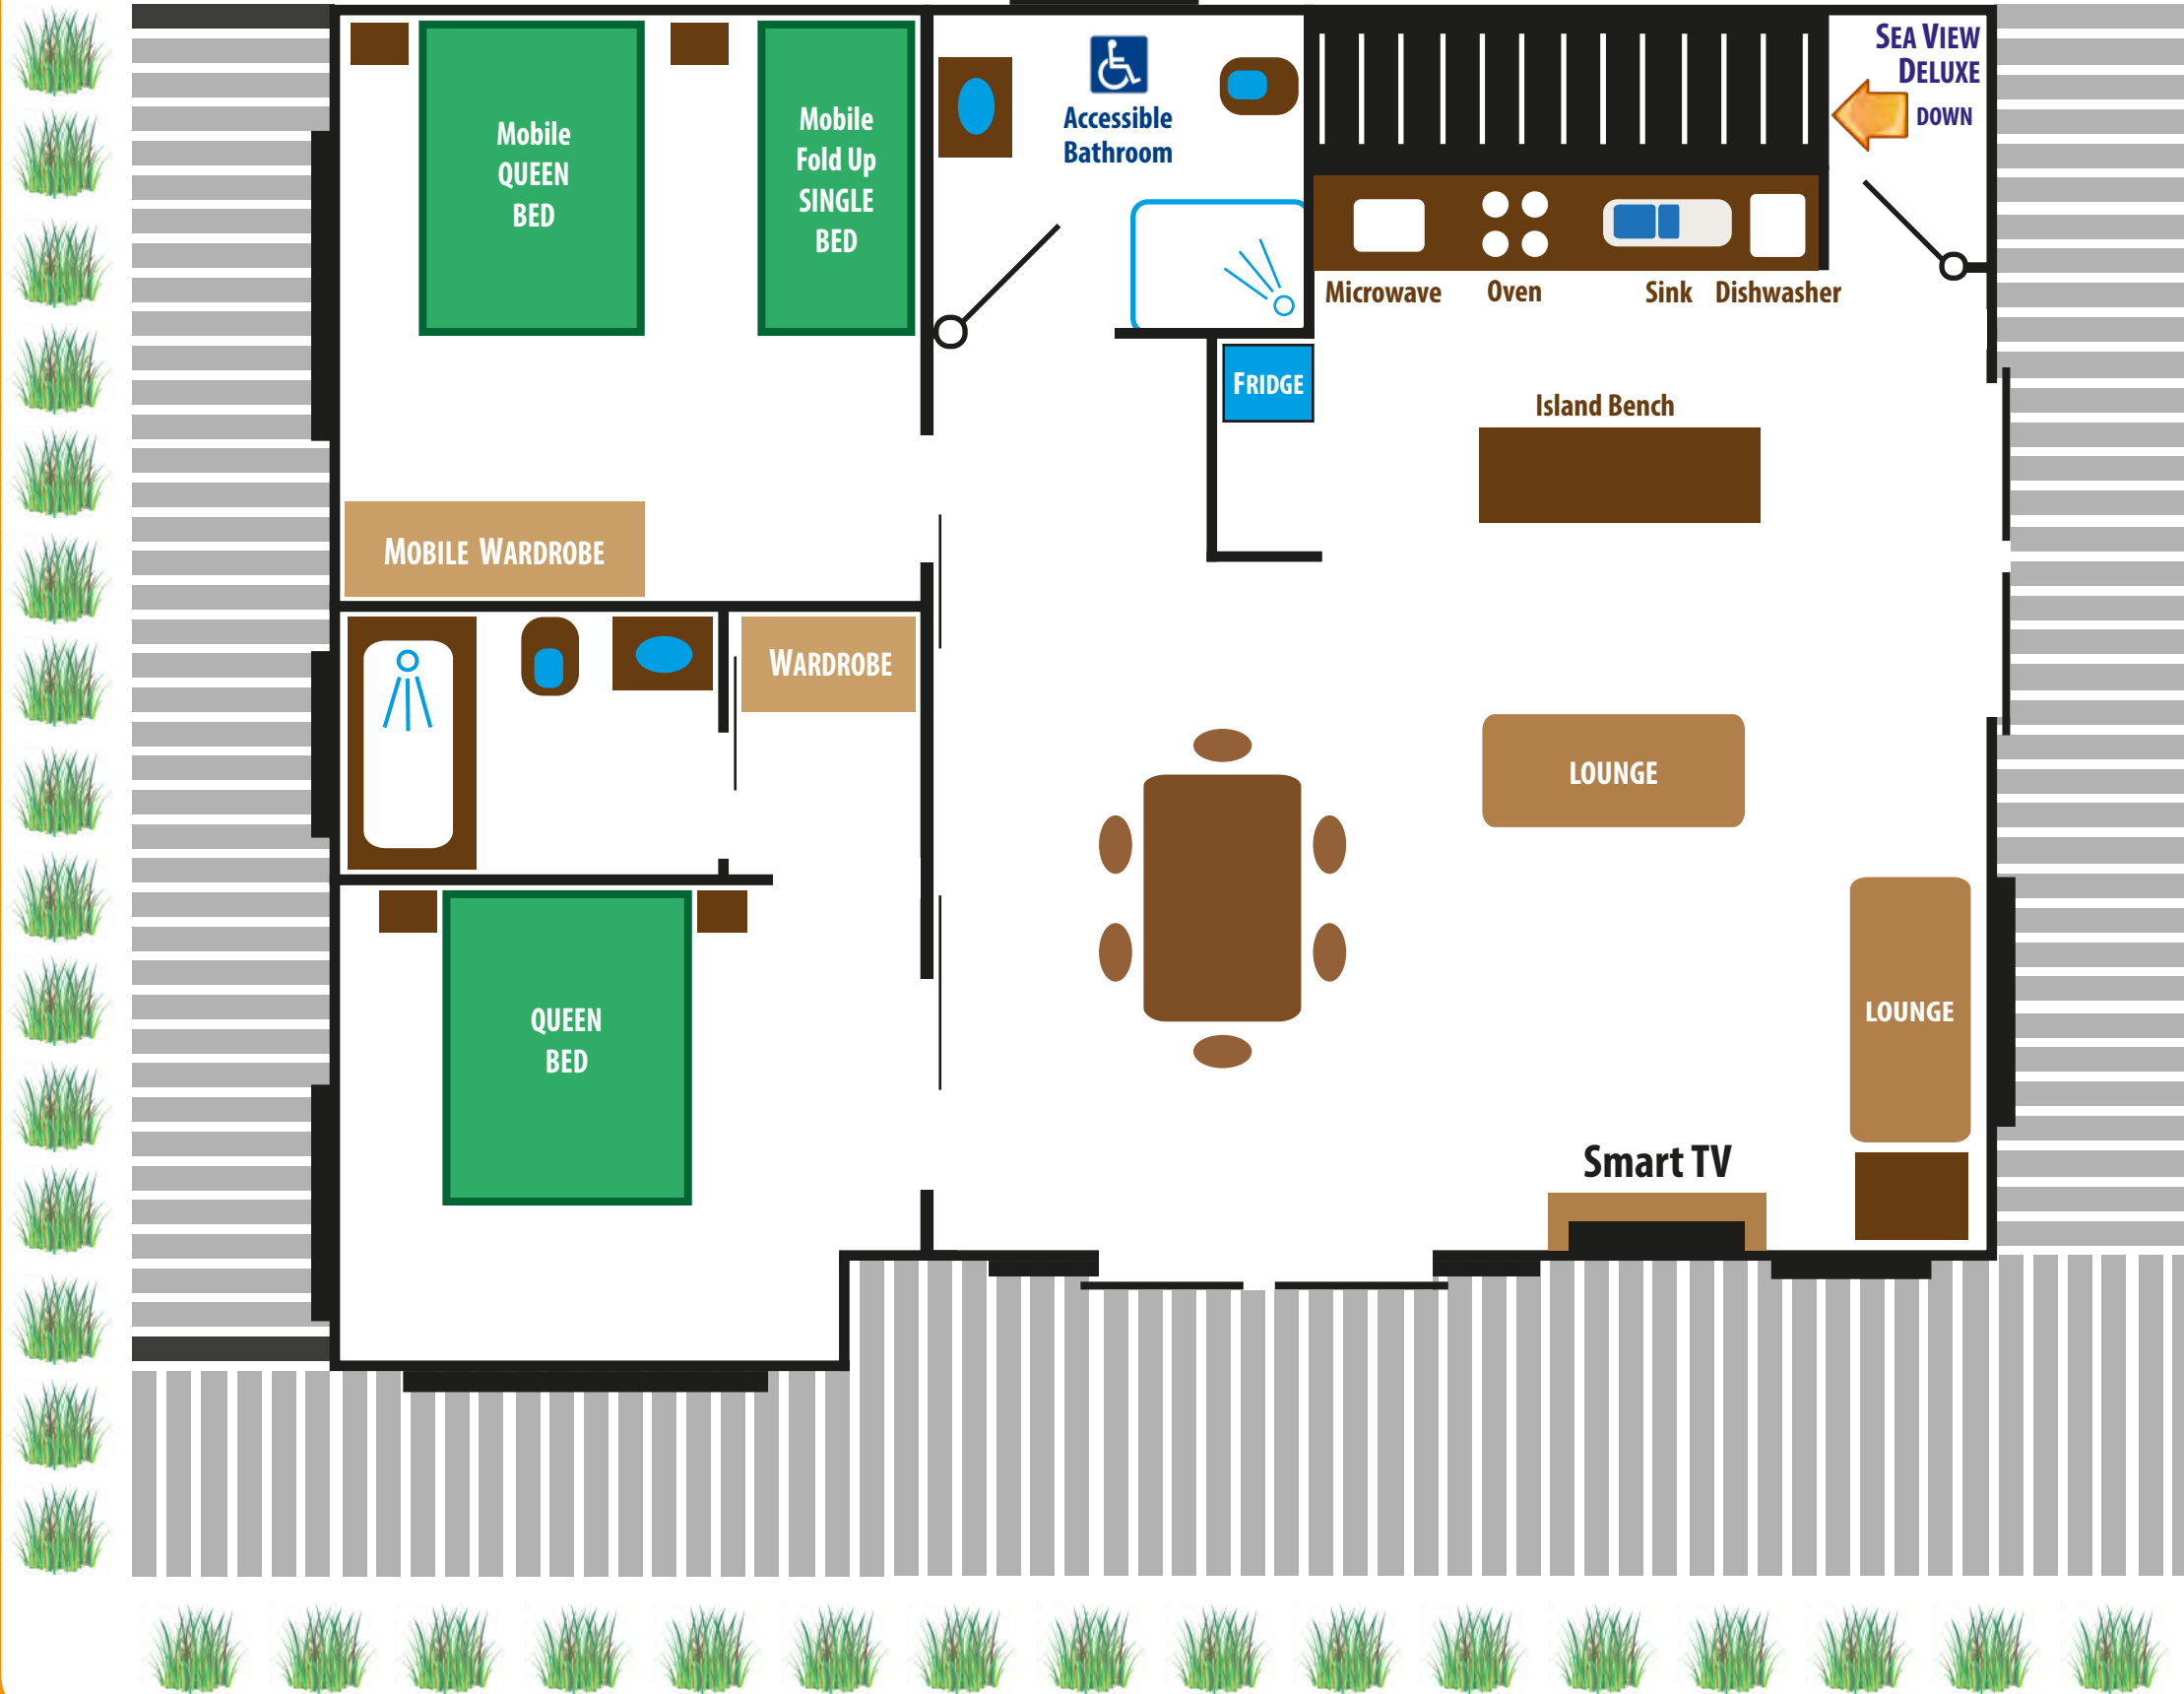 SEA VIEW
DELUXE
DOWN
Mobile
QUEEN
BED
Mobile
Fold Up
SINGLE
BED
Accessible
Bathroom
Microwave
Oven
Sink
Dishwasher
FRIDGE
Island Bench
MOBILE WARDROBE
WARDROBE
LOUNGE
LOUNGE
QUEEN
BED
Smart TV